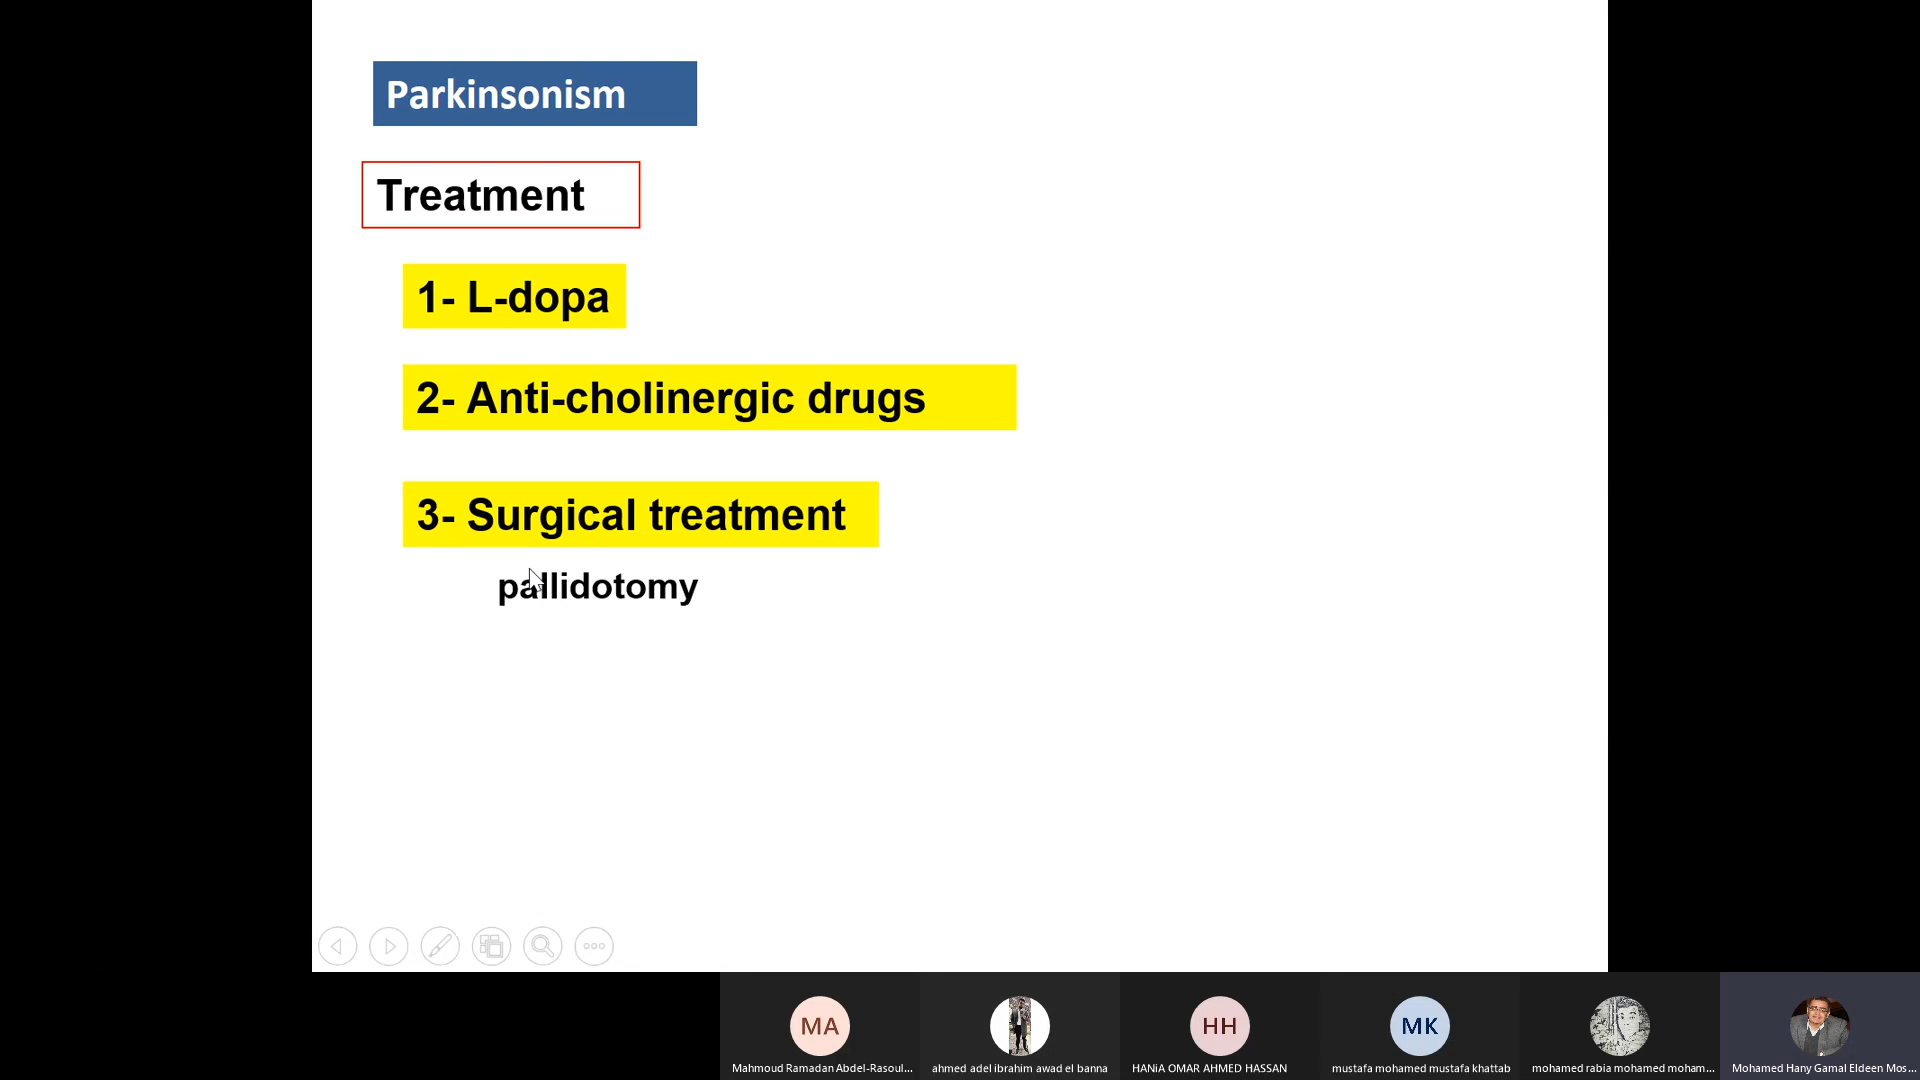 Parkinsonism
Treatment
1- L-dopa
2- Anti-cholinergic drugs
3- Surgical treatment
pallidotomy
MA
HH
MK
Mahmoud Ramadan Abdel-Rasoul...
ahmed adel ibrahim awad el banna
HANiA OMAR AHMED HASSAN
mustafa mohamed mustafa khattab
mohamed rabia mohamed moham...
Mohamed Hany Gamal Eldeen Mos...